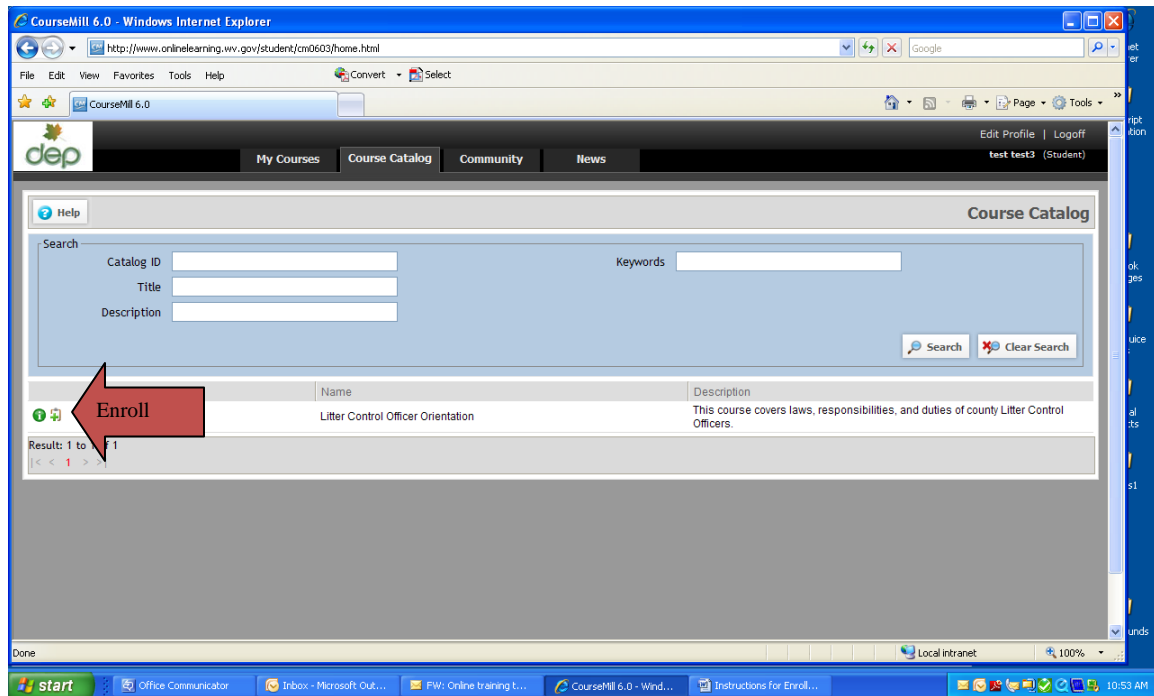 CourseMill 6.0 - Windows Internet Explorer
http://www.onlinelearning.wv.gov/student/cm0603/home.html
Google
File Edit View Favorites Tools Help
Convert Select
CourseMill 6.0
Page Tools
dep
Edit Profile | Logoff
test test3 (Student)
My Courses Course Catalog Community News
Help
Course Catalog
Search
Catalog ID
Keywords
Title
Description
Search
Clear Search
Name
Description
Enroll
Litter Control Officer Orientation
This course covers laws, responsibilities, and duties of county Litter Control
Officers.
Result: 1 to 1 of 1
|< < 1 > >|
Done
Local intranet
100%
start
Office Communicator
Inbox - Microsoft Out...
FW: Online training t...
CourseMill 6.0 - Wind...
Instructions for Enroll...
10:53 AM